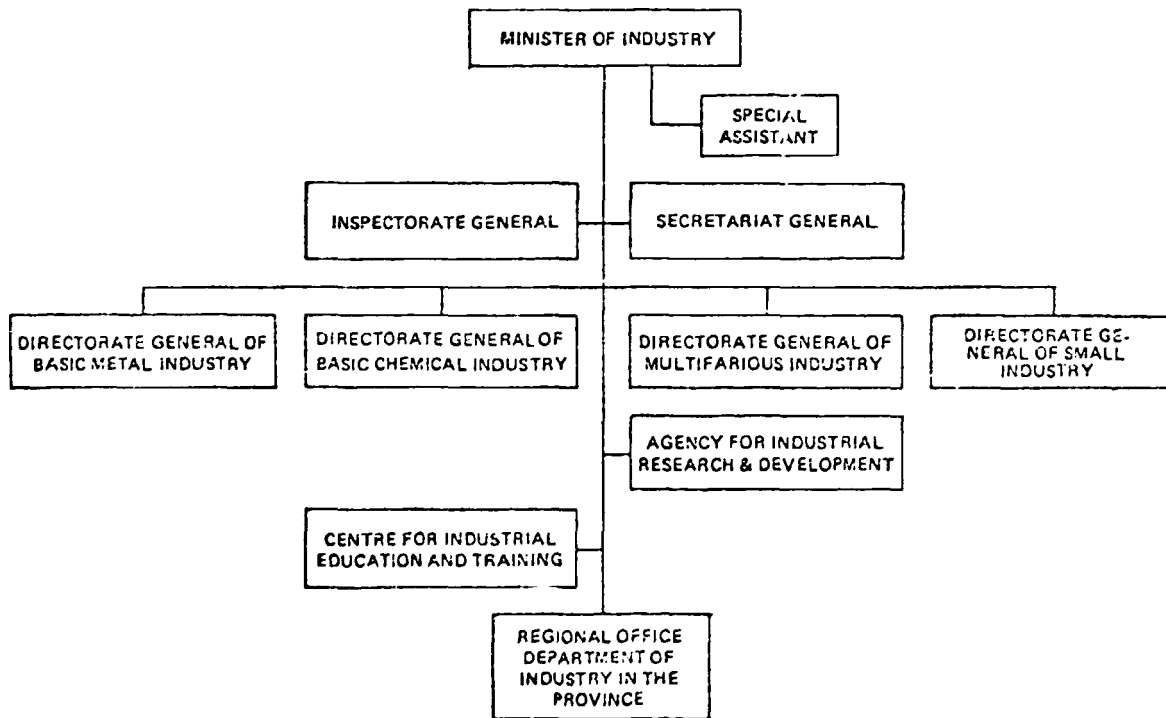 MINISTER OF INDUSTRY
SPECIAL
ASSISTANT
INSPECTORATE GENERAL
SECRETARIAT GENERAL
DIRECTORATE GENERAL OF
BASIC METAL INDUSTRY
DIRECTORATE GENERAL OF
BASIC CHEMICAL INDUSTRY
DIRECTORATE GENERAL OF
MULTIFARIOUS INDUSTRY
DIRECTORATE GE-
NERAL OF SMALL
INDUSTRY
AGENCY FOR INDUSTRIAL
RESEARCH & DEVELOPMENT
CENTRE FOR INDUSTRIAL
EDUCATION AND TRAINING
REGIONAL OFFICE
DEPARTMENT OF
INDUSTRY IN THE
PROVINCE